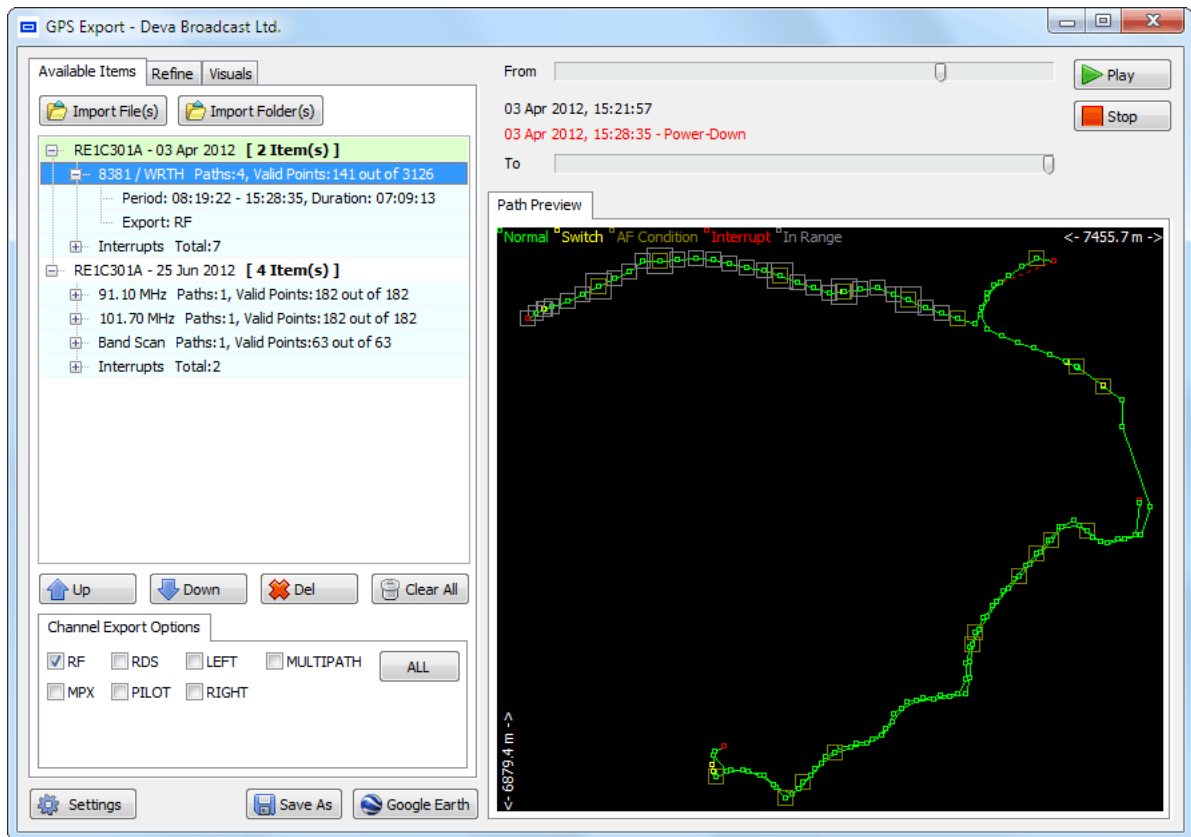 GPS Export - Deva Broadcast Ltd.
Available Items
Refine
Visuals
Import File(s)
Import Folder(s)
RE1C301A - 03 Apr 2012 [ 2 Item(s) ]
8381 / WRTH Paths:4, Valid Points:141 out of 3126
Period: 08:19:22 - 15:28:35, Duration: 07:09:13
Export: RF
Interrupts Total:7
RE1C301A - 25 Jun 2012 [ 4 Item(s) ]
91.10 MHz Paths:1, Valid Points:182 out of 182
101.70 MHz Paths:1, Valid Points:182 out of 182
Band Scan Paths:1, Valid Points:63 out of 63
Interrupts Total:2
Up
Down
Del
Clear All
Channel Export Options
RF
RDS
LEFT
MULTIPATH
ALL
MPX
PILOT
RIGHT
Settings
Save As
Google Earth
From
Play
03 Apr 2012, 15:21:57
Stop
03 Apr 2012, 15:28:35 - Power-Down
To
Path Preview
Normal Switch AF Condition Interrupt In Range
<- 7455.7 m ->
<- 6879.4 m ->